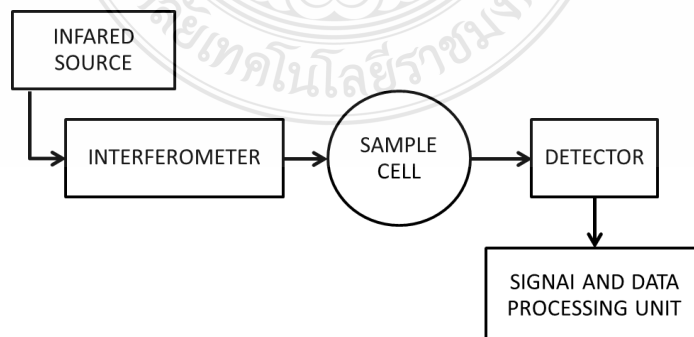 INFARED
SOURCE
INTERFEROMETER
SAMPLE
CELL
DETECTOR
SIGNAI AND DATA
PROCESSING UNIT